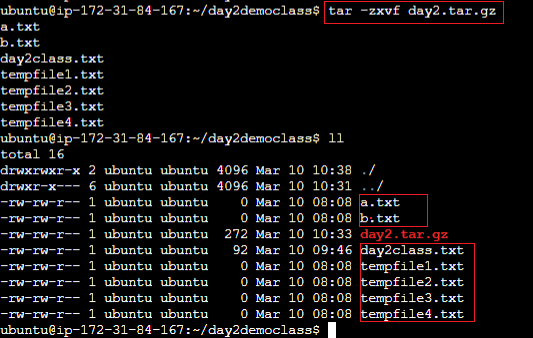 ubuntu@ip-172-31-84-167:~/day2democlass$ tar -zxvf day2.tar.gz
a.txt
b.txt
day2class.txt
tempfile1.txt
tempfile2.txt
tempfile3.txt
tempfile4.txt
ubuntu@ip-172-31-84-167:~/day2democlass$ ll
total 16
drwxrwxr-x 2 ubuntu ubuntu 4096 Mar 10 10:38 ./
drwxr-x--- 6 ubuntu ubuntu 4096 Mar 10 10:31 ../
-rw-rw-r-- 1 ubuntu ubuntu    0 Mar 10 08:08 a.txt
-rw-rw-r-- 1 ubuntu ubuntu    0 Mar 10 08:08 b.txt
-rw-rw-r-- 1 ubuntu ubuntu  272 Mar 10 10:33 day2.tar.gz
-rw-rw-r-- 1 ubuntu ubuntu   92 Mar 10 09:46 day2class.txt
-rw-rw-r-- 1 ubuntu ubuntu    0 Mar 10 08:08 tempfile1.txt
-rw-rw-r-- 1 ubuntu ubuntu    0 Mar 10 08:08 tempfile2.txt
-rw-rw-r-- 1 ubuntu ubuntu    0 Mar 10 08:08 tempfile3.txt
-rw-rw-r-- 1 ubuntu ubuntu    0 Mar 10 08:08 tempfile4.txt
ubuntu@ip-172-31-84-167:~/day2democlass$